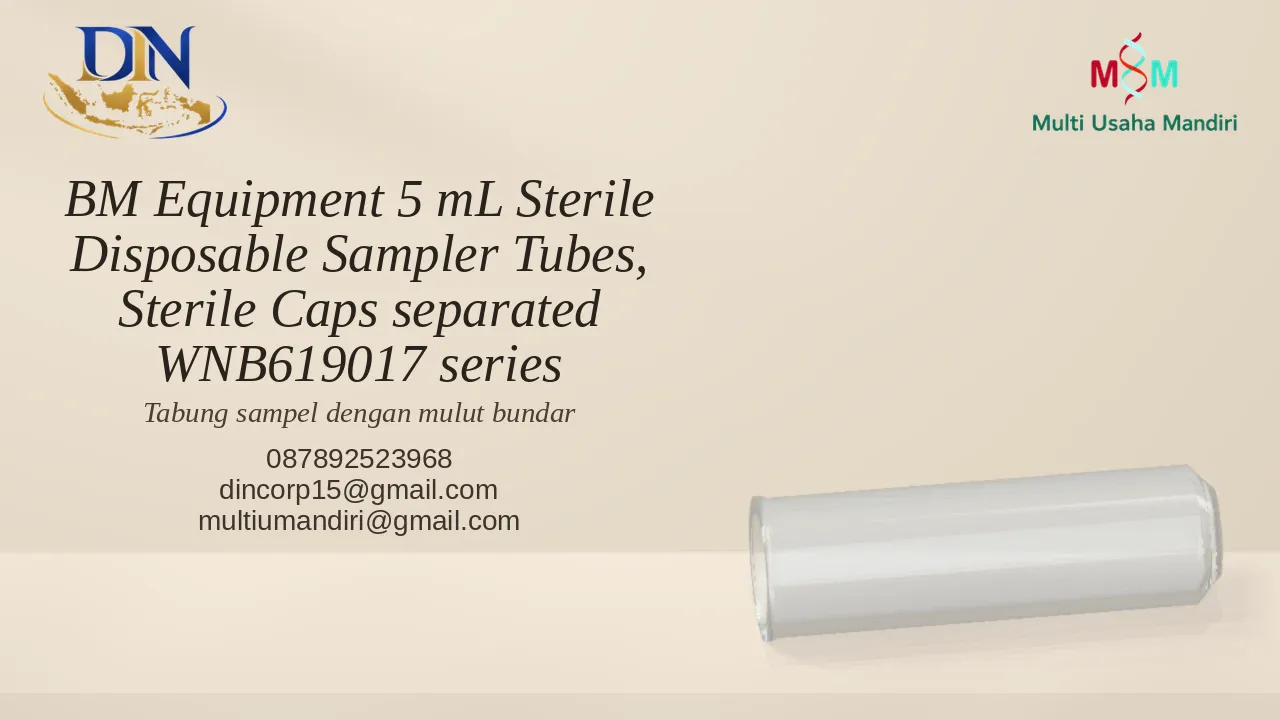 DN
M M
Multi Usaha Mandiri
BM Equipment 5 mL Sterile
Disposable Sampler Tubes,
Sterile Caps separated
WNB619017 series
Tabung sampel dengan mulut bundar
087892523968
dincorp15@gmail.com
multiumandiri@gmail.com